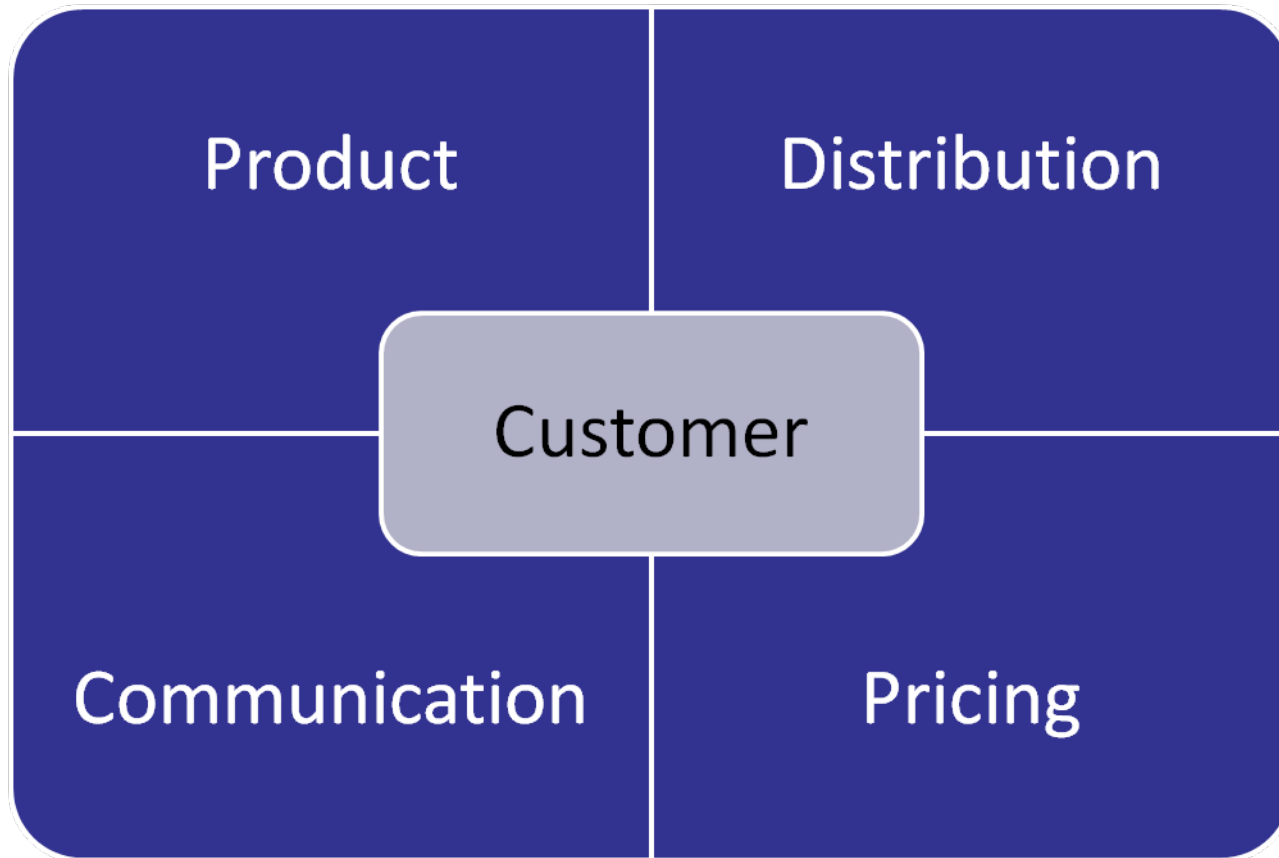 Product
Distribution
Customer
Communication
Pricing